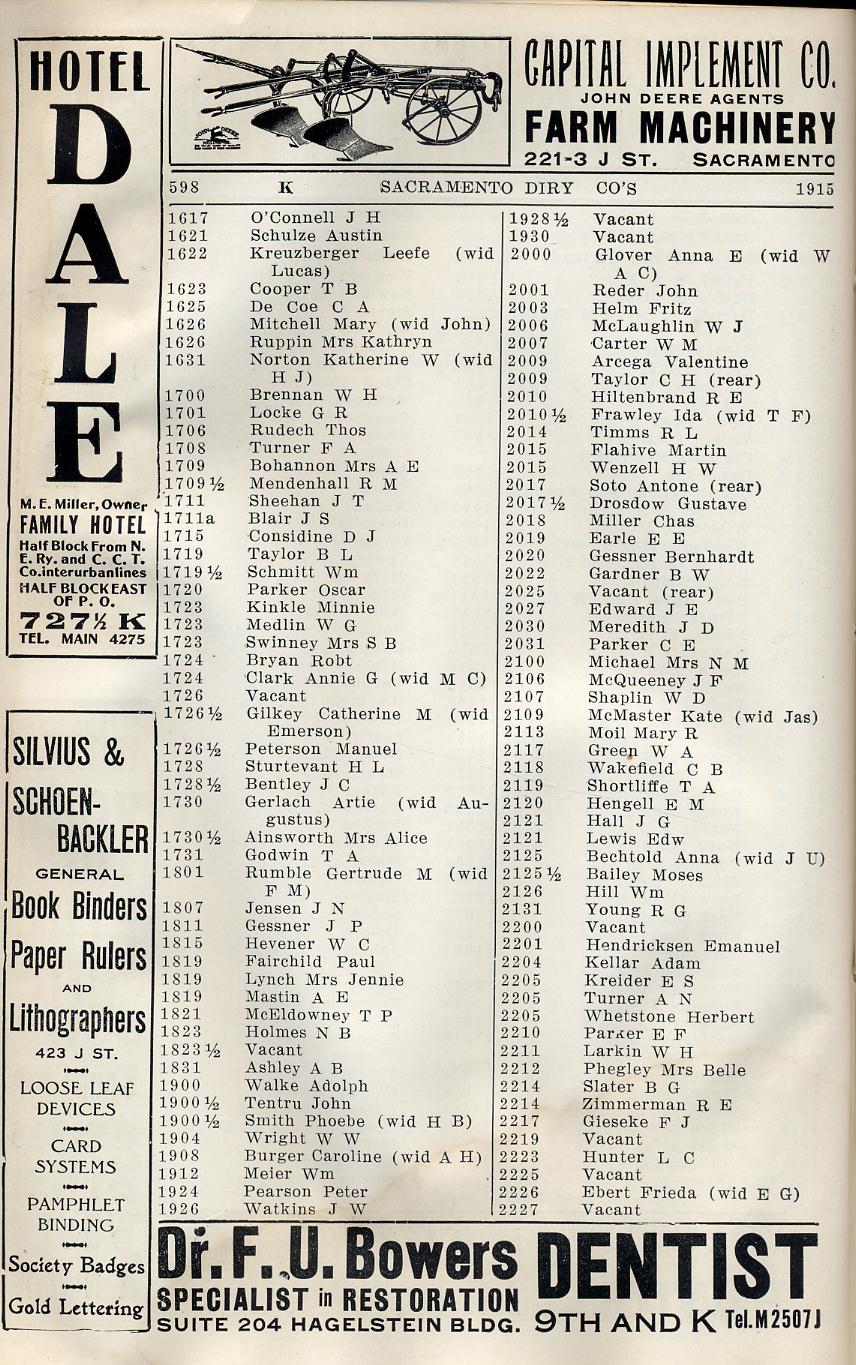 HOTEL
DALE
M. E. Miller, Owner
FAMILY HOTEL
Half Block From N.
E. Ry. and C. C. T.
Co. interurban lines
HALF BLOCK EAST
OF P. O.
727½ K
TEL. MAIN 4275
SILVIUS &
SCHOEN-
BACKLER
GENERAL
Book Binders
Paper Rulers
AND
Lithographers
423 J ST.
LOOSE LEAF
DEVICES
CARD
SYSTEMS
PAMPHLET
BINDING
Society Badges
Gold Lettering
JOHN DEERE
CAPITAL IMPLEMENT CO.
JOHN DEERE AGENTS
FARM MACHINERY
221-3 J ST. SACRAMENTO
598 K SACRAMENTO DIRY CO'S 1915
1617 O'Connell J H
1621 Schulze Austin
1622 Kreuzberger Leefe (wid
Lucas)
1623 Cooper T B
1625 De Coe C A
1626 Mitchell Mary (wid John)
1626 Ruppin Mrs Kathryn
1631 Norton Katherine W (wid
H J)
1700 Brennan W H
1701 Locke G R
1706 Rudech Thos
1708 Turner F A
1709 Bohannon Mrs A E
1709½ Mendenhall R M
1711 Sheehan J T
1711a Blair J S
1715 Considine D J
1719 Taylor B L
1719½ Schmitt Wm
1720 Parker Oscar
1723 Kinkle Minnie
1723 Medlin W G
1723 Swinney Mrs S B
1724 Bryan Robt
1724 Clark Annie G (wid M C)
1726 Vacant
1726½ Gilkey Catherine M (wid
Emerson)
1726½ Peterson Manuel
1728 Sturtevant H L
1728½ Bentley J C
1730 Gerlach Artie (wid Au-
gustus)
1730½ Ainsworth Mrs Alice
1731 Godwin T A
1801 Rumble Gertrude M (wid
F M)
1807 Jensen J N
1811 Gessner J P
1815 Hevener W C
1819 Fairchild Paul
1819 Lynch Mrs Jennie
1819 Mastin A E
1821 McEldowney T P
1823 Holmes N B
1823½ Vacant
1831 Ashley A B
1900 Walke Adolph
1900½ Tentru John
1900½ Smith Phoebe (wid H B)
1904 Wright W W
1908 Burger Caroline (wid A H)
1912 Meier Wm
1924 Pearson Peter
1926 Watkins J W
1928½ Vacant
1930 Vacant
2000 Glover Anna E (wid W
A C)
2001 Reder John
2003 Helm Fritz
2006 McLaughlin W J
2007 Carter W M
2009 Arcega Valentine
2009 Taylor C H (rear)
2010 Hiltenbrand R E
2010½ Frawley Ida (wid T F)
2014 Timms R L
2015 Flahive Martin
2015 Wenzell H W
2017 Soto Antone (rear)
2017½ Drosdow Gustave
2018 Miller Chas
2019 Earle E E
2020 Gessner Bernhardt
2022 Gardner B W
2025 Vacant (rear)
2027 Edward J E
2030 Meredith J D
2031 Parker C E
2100 Michael Mrs N M
2106 McQueeney J F
2107 Shaplin W D
2109 McMaster Kate (wid Jas)
2113 Moil Mary R
2117 Green W A
2118 Wakefield C B
2119 Shortliffe T A
2120 Hengell E M
2121 Hall J G
2121 Lewis Edw
2125 Bechtold Anna (wid J U)
2125½ Bailey Moses
2126 Hill Wm
2131 Young R G
2200 Vacant
2201 Hendricksen Emanuel
2204 Kellar Adam
2205 Kreider E S
2205 Turner A N
2205 Whetstone Herbert
2210 Parker E F
2211 Larkin W H
2212 Phegley Mrs Belle
2214 Slater B G
2214 Zimmerman R E
2217 Gieseke F J
2219 Vacant
2223 Hunter L C
2225 Vacant
2226 Ebert Frieda (wid E G)
2227 Vacant
Dr. F. U. Bowers DENTIST
SPECIALIST in RESTORATION
SUITE 204 HAGELSTEIN BLDG. 9TH AND K Tel. M 2507J